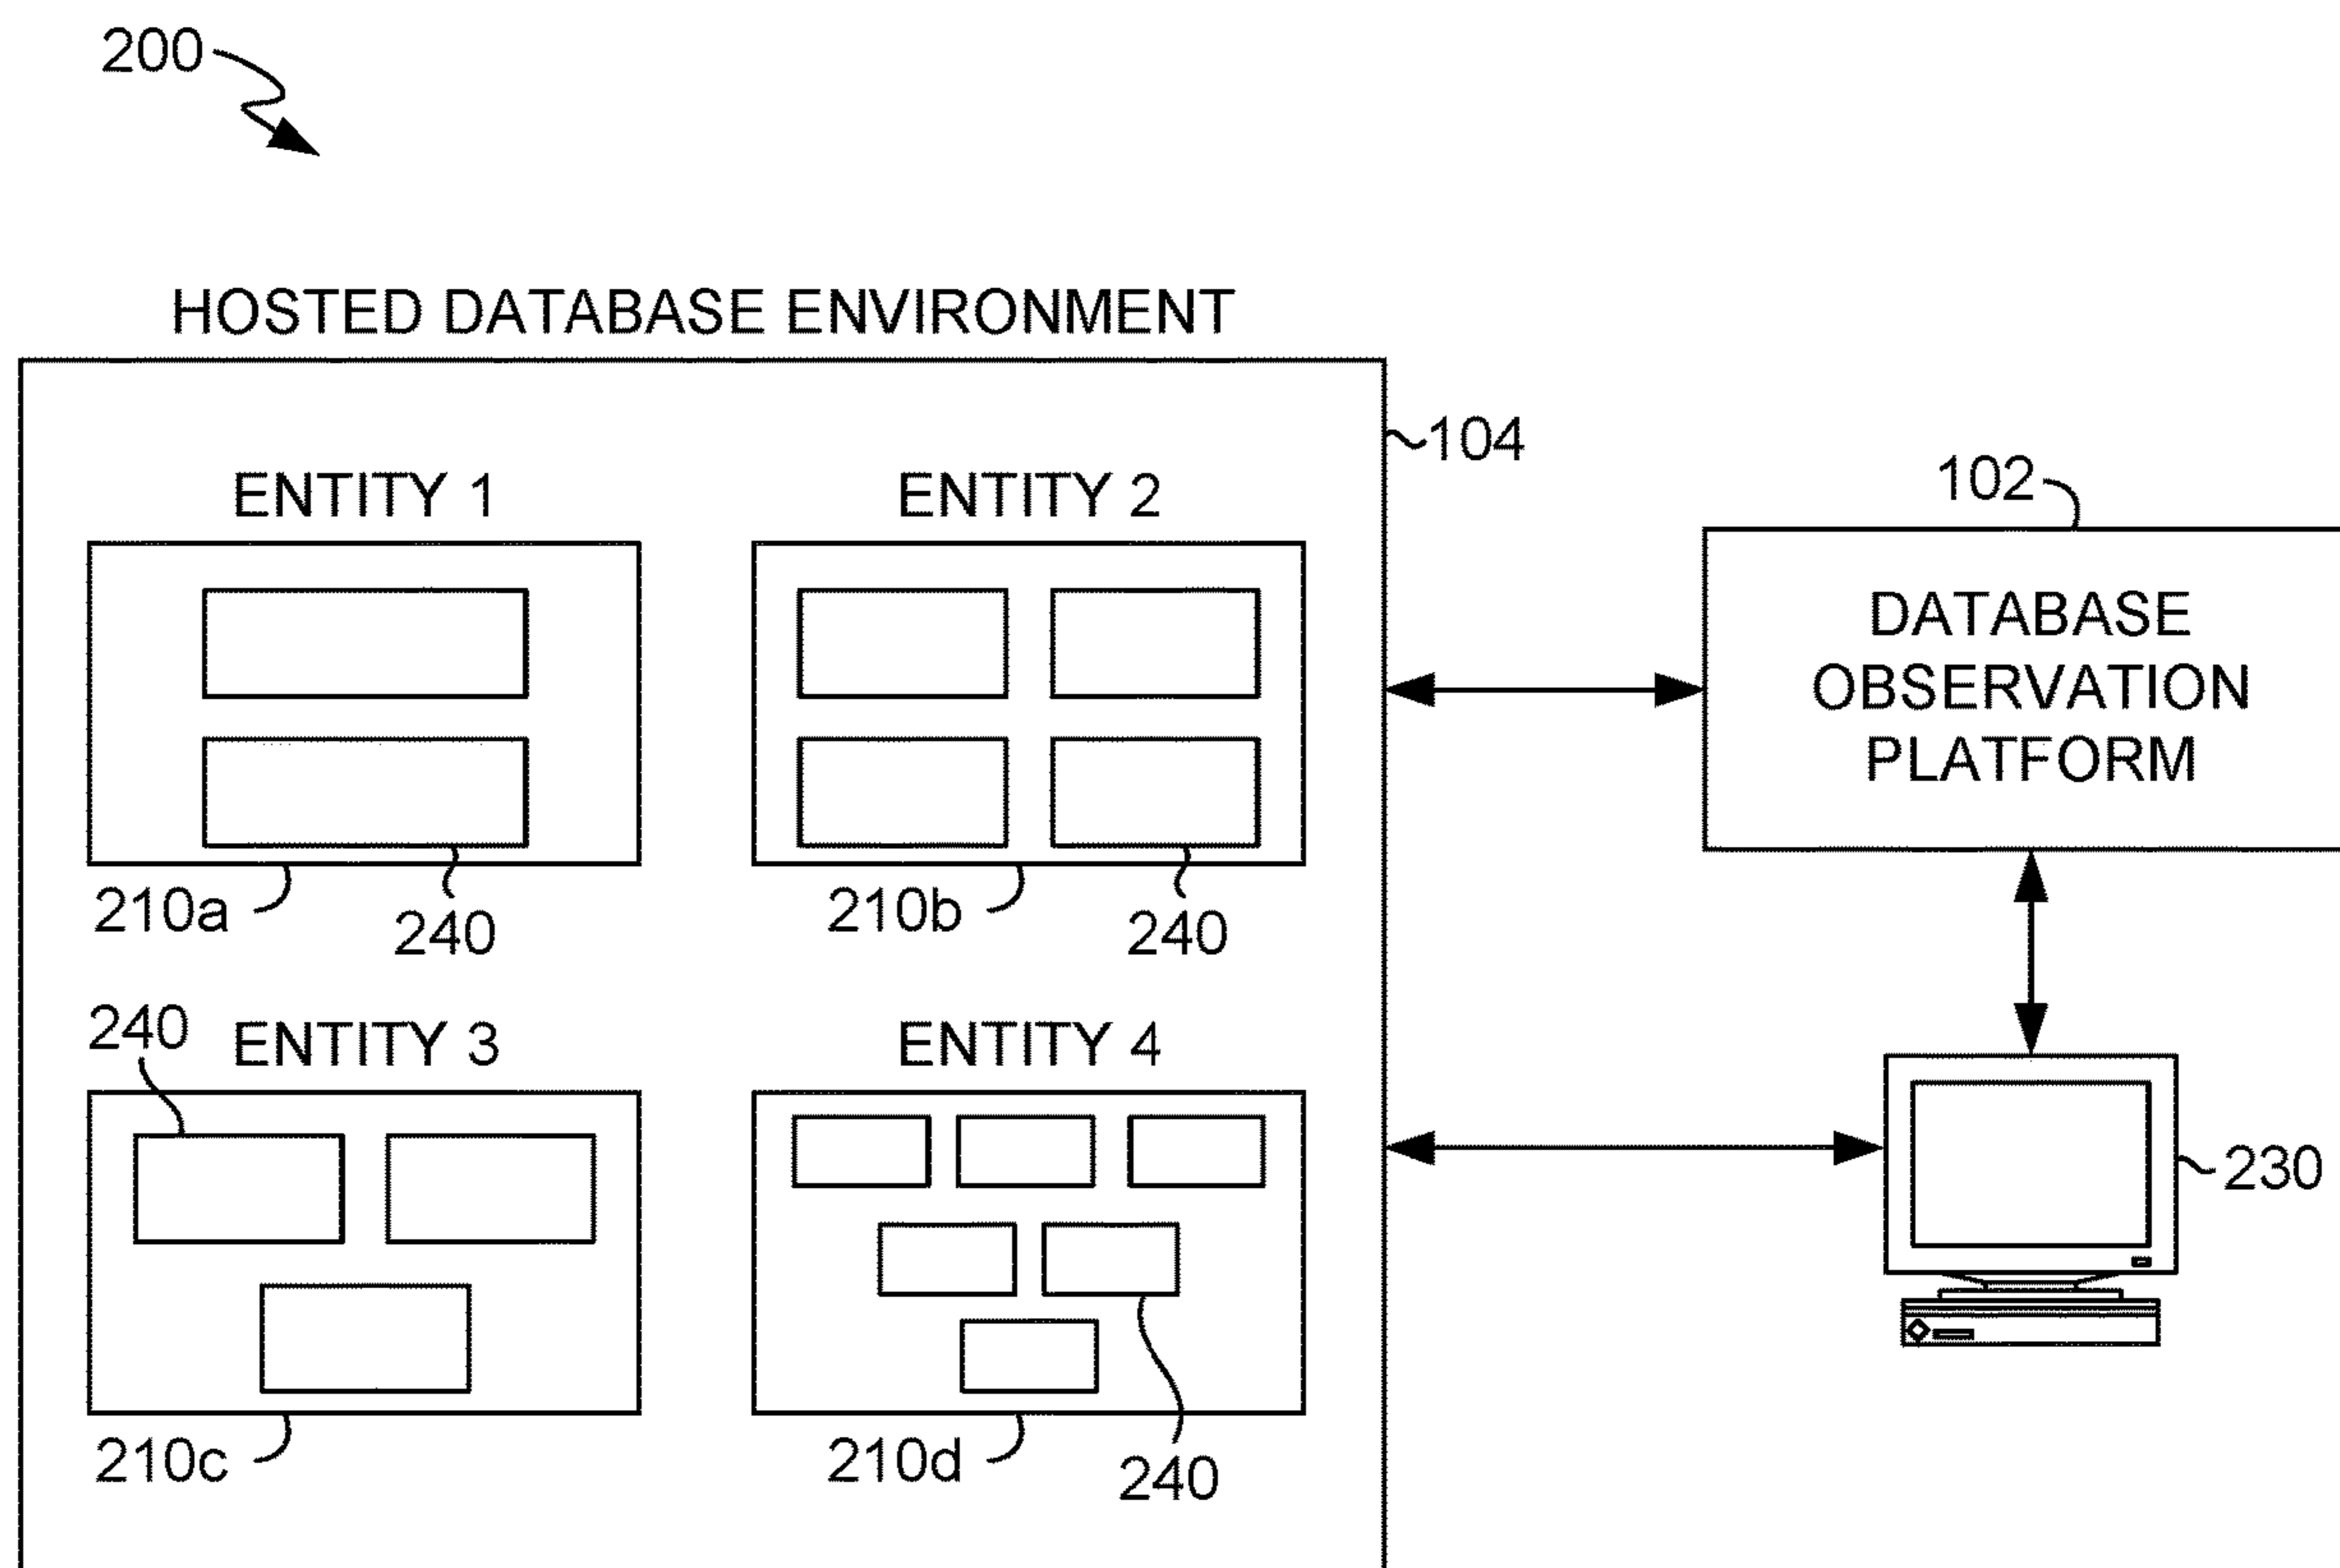 200
HOSTED DATABASE ENVIRONMENT
104
ENTITY 1
ENTITY 2
102
DATABASE
OBSERVATION
PLATFORM
210a
240
210b
240
240
ENTITY 3
ENTITY 4
230
210c
210d
240